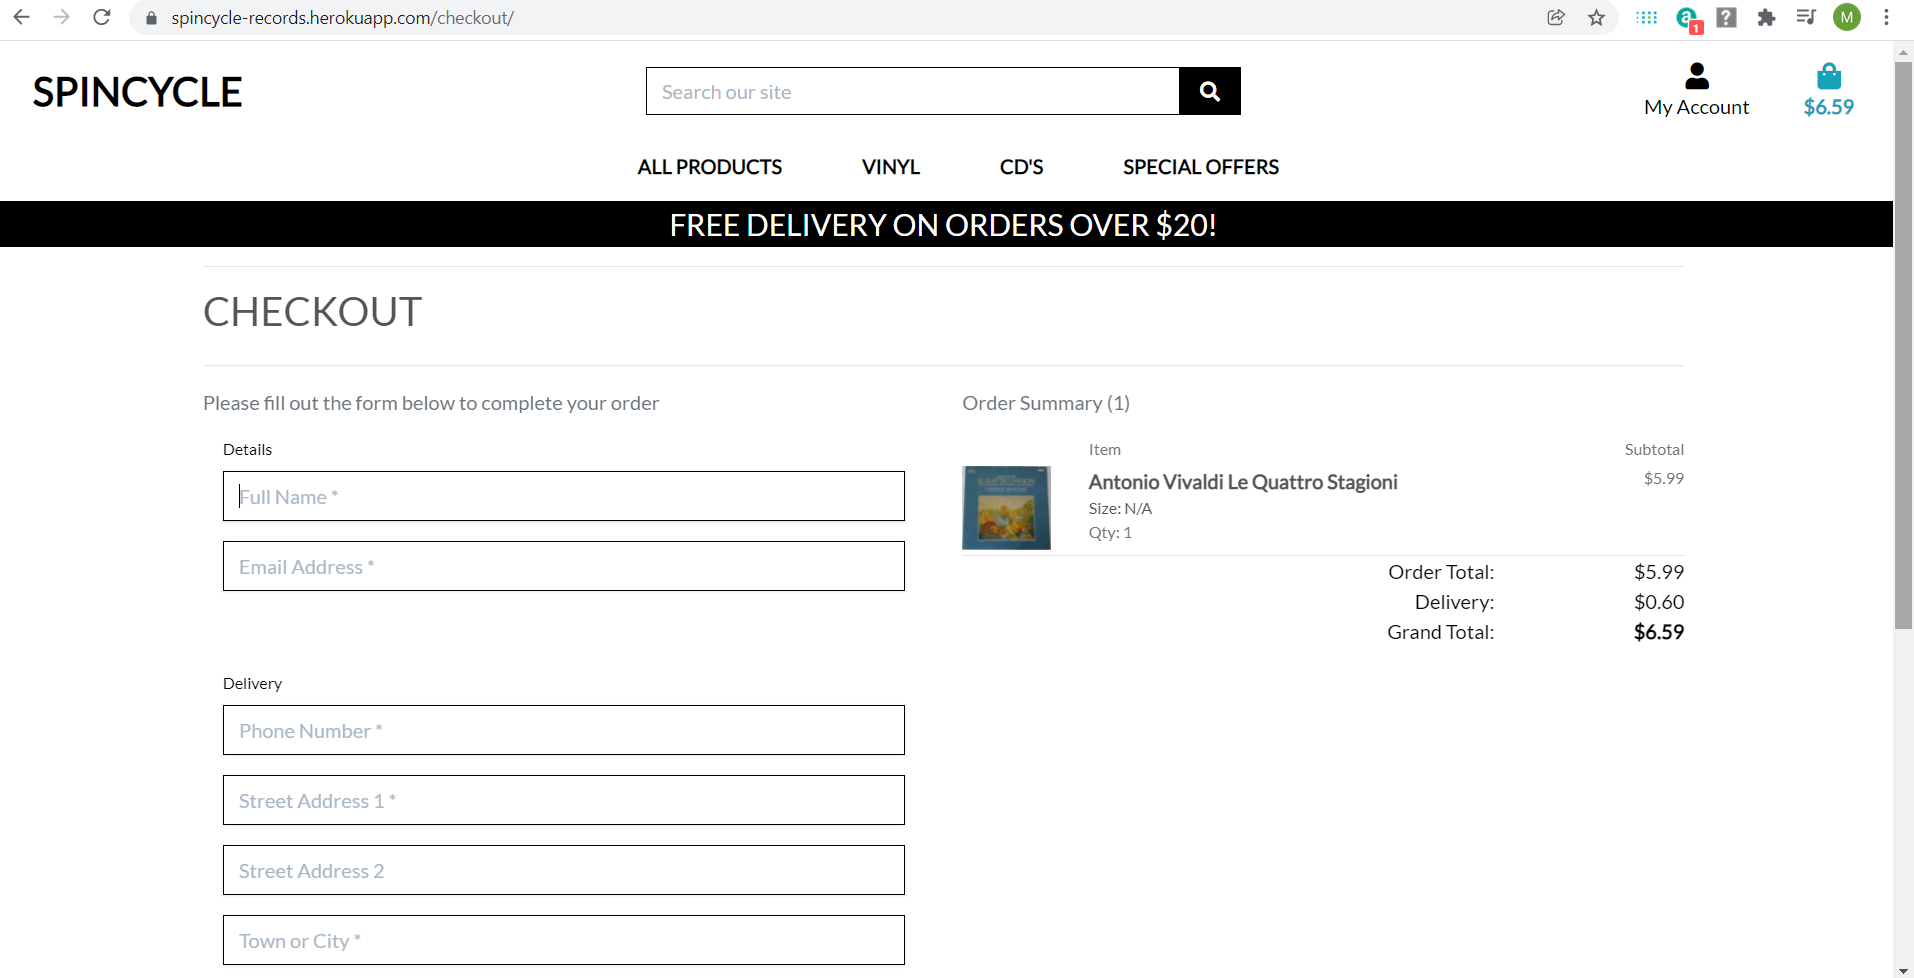 spincycle-records.herokuapp.com/checkout/
1
M
SPINCYCLE
Search our site
My Account
$6.59
ALL PRODUCTS VINYL CD'S SPECIAL OFFERS
FREE DELIVERY ON ORDERS OVER $20!
CHECKOUT
Please fill out the form below to complete your order
Details
Full Name *
Email Address *
Delivery
Phone Number *
Street Address 1 *
Street Address 2
Town or City *
Order Summary (1)
Item Subtotal
LE QUATTRO STAGIONI
Antonio Vivaldi Le Quattro Stagioni $5.99
Size: N/A
Qty: 1
Order Total: $5.99
Delivery: $0.60
Grand Total: $6.59